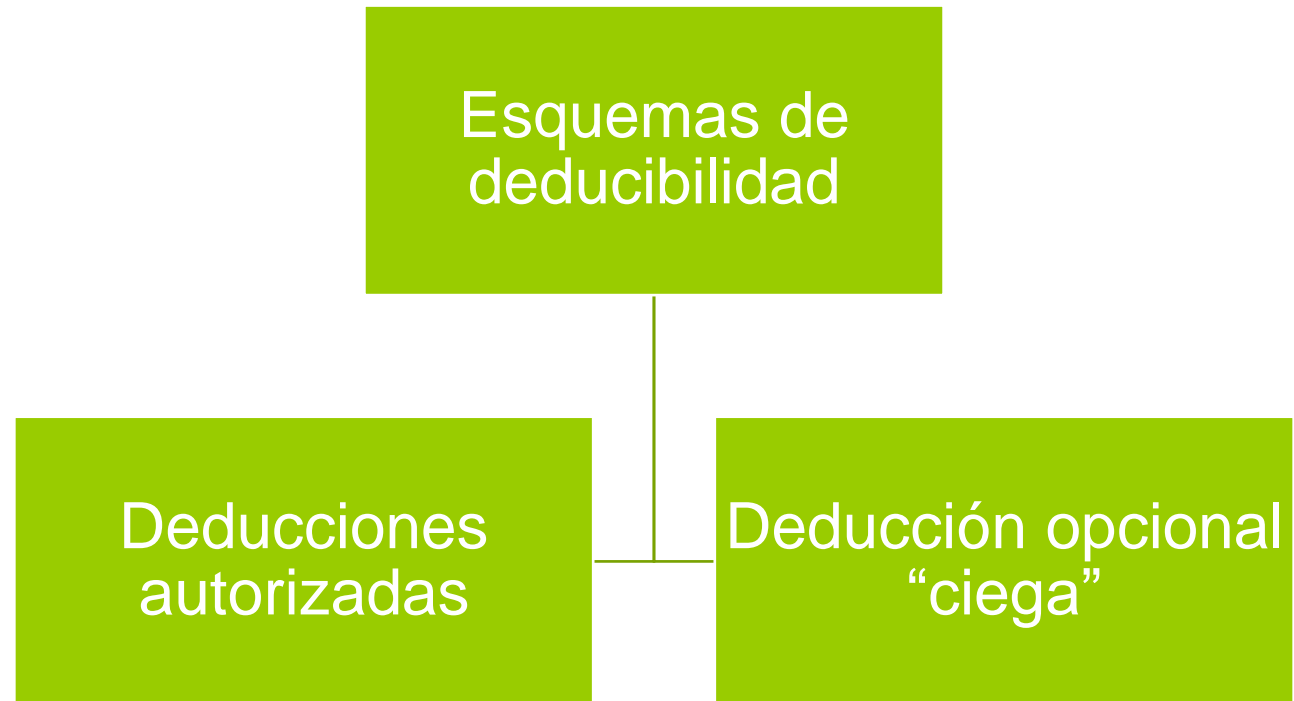 Esquemas de
deducibilidad
Deducciones
autorizadas
Deducción opcional
“ciega”